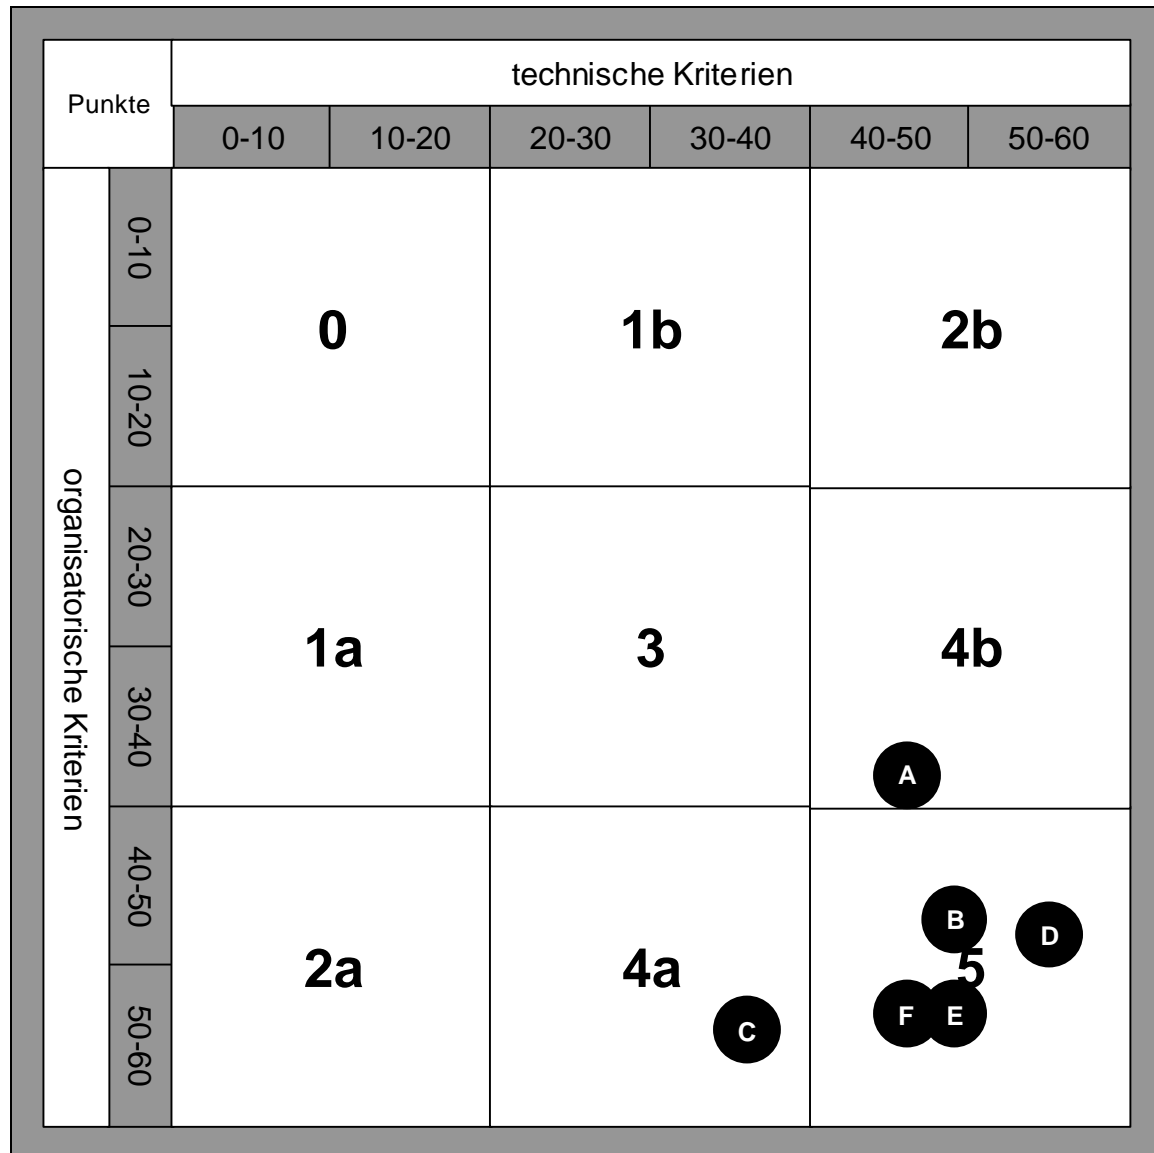 Punkte
technische Kriterien
0-10 10-20 20-30 30-40 40-50 50-60
organisatorische Kriterien
0-10
10-20
20-30
30-40
40-50
50-60
0 1b 2b
1a 3 4b
A
2a 4a 5
B
D
F E
C